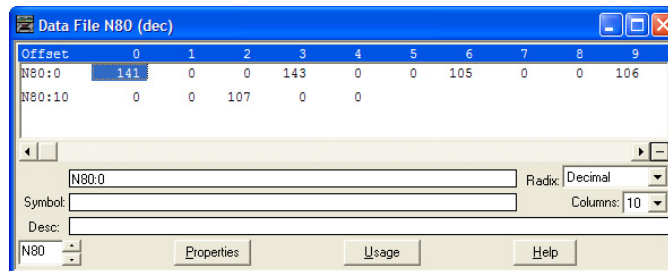 Data File N80 (dec)
Offset 0 1 2 3 4 5 6 7 8 9
N80:0 141 0 0 143 0 0 105 0 0 106
N80:10 0 0 107 0 0
N80:0 Radix: Decimal
Symbol: Columns: 10
Desc:
N80 Properties Usage Help